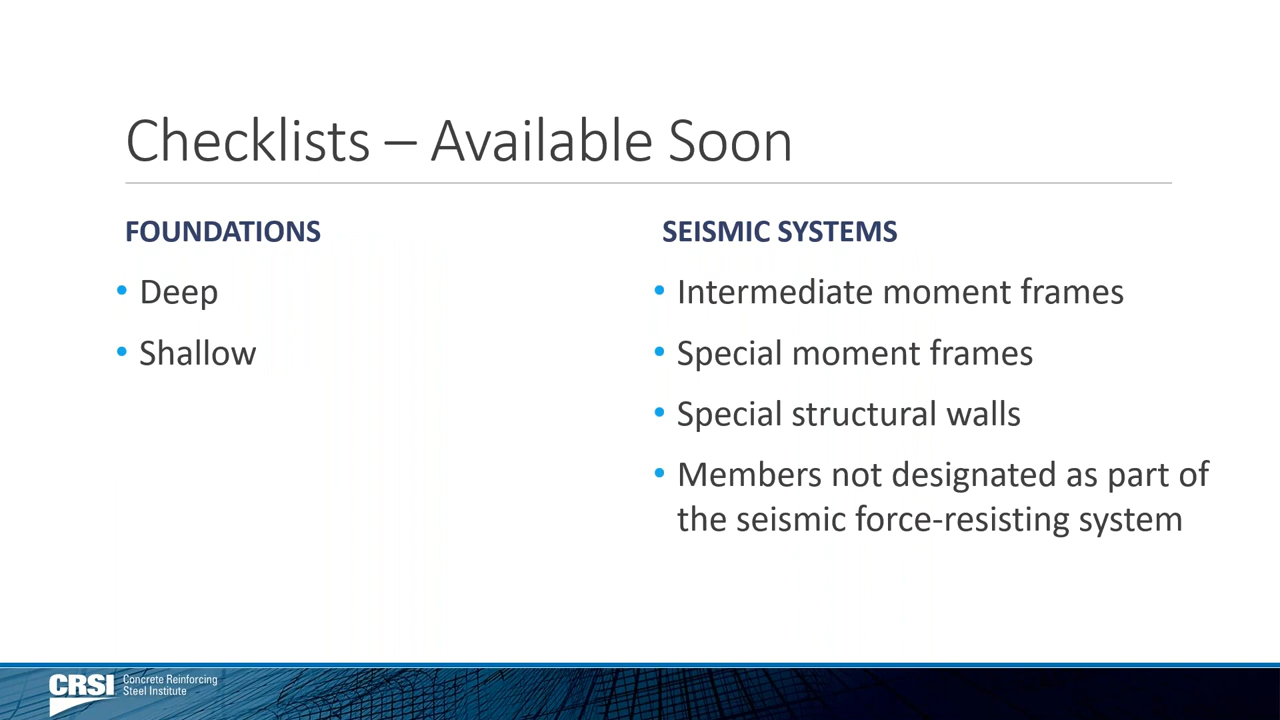 Checklists – Available Soon
FOUNDATIONS
• Deep
• Shallow
SEISMIC SYSTEMS
• Intermediate moment frames
• Special moment frames
• Special structural walls
• Members not designated as part of
the seismic force-resisting system
CRSI
Concrete Reinforcing
Steel Institute